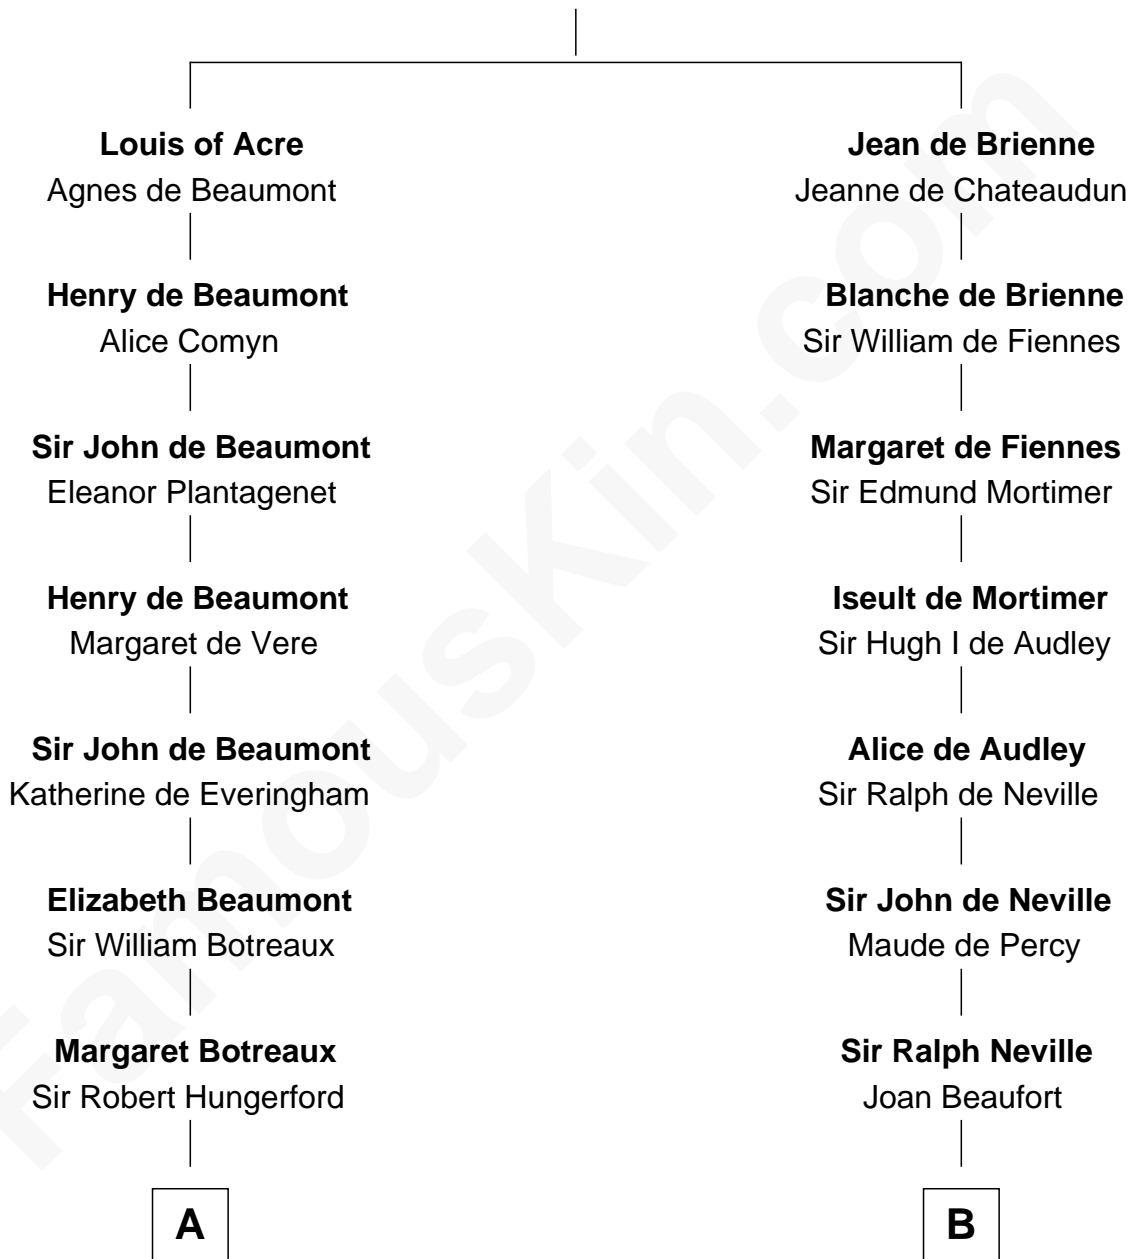 Louis of Acre
Agnes de Beaumont
Henry de Beaumont
Alice Comyn
Sir John de Beaumont
Eleanor Plantagenet
Henry de Beaumont
Margaret de Vere
Sir John de Beaumont
Katherine de Everingham
Elizabeth Beaumont
Sir William Botreaux
Margaret Botreaux
Sir Robert Hungerford
A
Jean de Brienne
Jeanne de Chateaudun
Blanche de Brienne
Sir William de Fiennes
Margaret de Fiennes
Sir Edmund Mortimer
Iseult de Mortimer
Sir Hugh I de Audley
Alice de Audley
Sir Ralph de Neville
Sir John de Neville
Maude de Percy
Sir Ralph Neville
Joan Beaufort
B
FamousKin.com